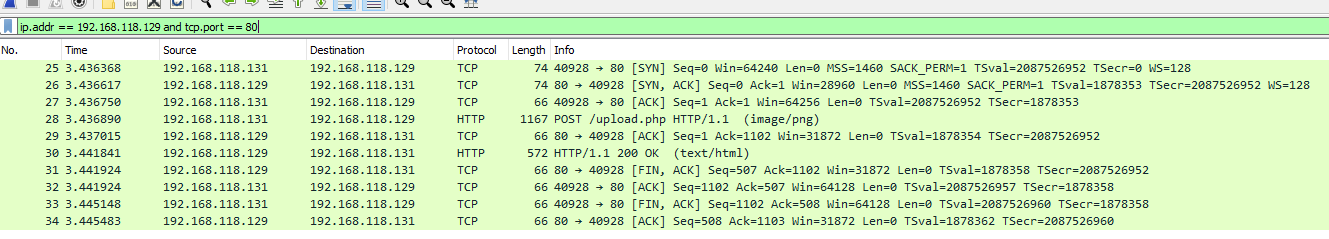 ip.addr == 192.168.118.129 and tcp.port == 80
No. Time Source Destination Protocol Length Info
25 3.436368 192.168.118.131 192.168.118.129 TCP 74 40928 → 80 [SYN] Seq=0 Win=64240 Len=0 MSS=1460 SACK_PERM=1 TSval=2087526952 TSecr=0 WS=128
26 3.436617 192.168.118.129 192.168.118.131 TCP 74 80 → 40928 [SYN, ACK] Seq=0 Ack=1 Win=28960 Len=0 MSS=1460 SACK_PERM=1 TSval=1878353 TSecr=2087526952 WS=128
27 3.436750 192.168.118.131 192.168.118.129 TCP 66 40928 → 80 [ACK] Seq=1 Ack=1 Win=64256 Len=0 TSval=2087526952 TSecr=1878353
28 3.436890 192.168.118.131 192.168.118.129 HTTP 1167 POST /upload.php HTTP/1.1 (image/png)
29 3.437015 192.168.118.129 192.168.118.131 TCP 66 80 → 40928 [ACK] Seq=1 Ack=1102 Win=31872 Len=0 TSval=1878354 TSecr=2087526952
30 3.441841 192.168.118.129 192.168.118.131 HTTP 572 HTTP/1.1 200 OK (text/html)
31 3.441924 192.168.118.129 192.168.118.131 TCP 66 80 → 40928 [FIN, ACK] Seq=507 Ack=1102 Win=31872 Len=0 TSval=1878358 TSecr=2087526952
32 3.441924 192.168.118.131 192.168.118.129 TCP 66 40928 → 80 [ACK] Seq=1102 Ack=507 Win=64128 Len=0 TSval=2087526957 TSecr=1878358
33 3.445148 192.168.118.131 192.168.118.129 TCP 66 40928 → 80 [FIN, ACK] Seq=1102 Ack=508 Win=64128 Len=0 TSval=2087526960 TSecr=1878358
34 3.445483 192.168.118.129 192.168.118.131 TCP 66 80 → 40928 [ACK] Seq=508 Ack=1103 Win=31872 Len=0 TSval=1878362 TSecr=2087526960